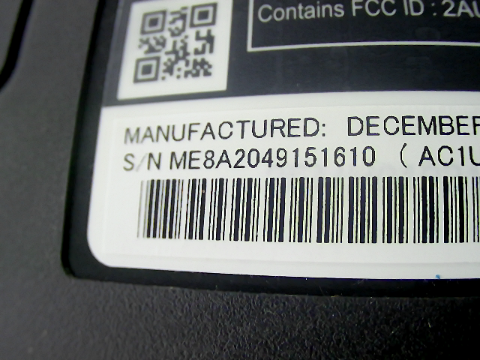 Contains FCC ID : 2AU
MANUFACTURED: DECEMBER
S/N ME8A2049151610 ( AC1U